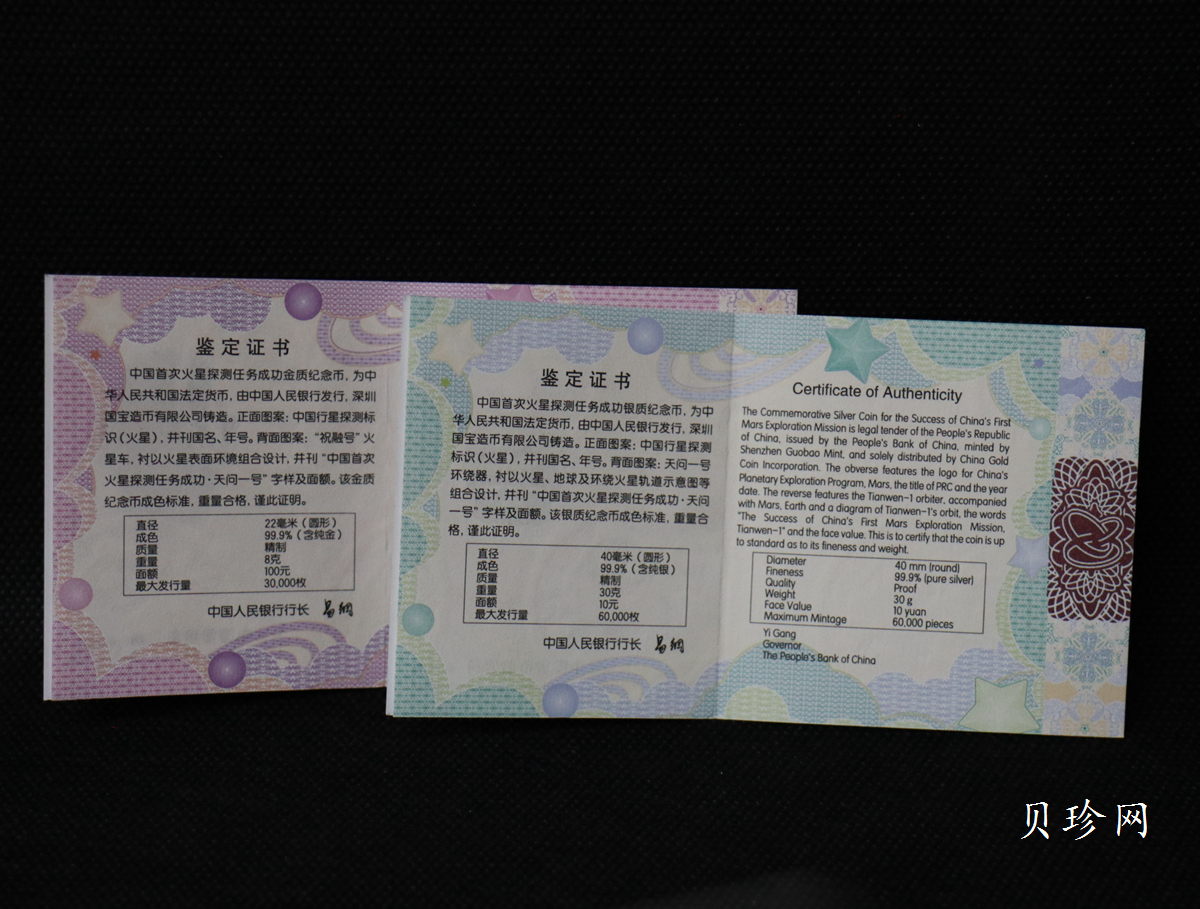 鉴定证书
中国首次火星探测任务成功金质纪念币，为中
华人民共和国法定货币，由中国人民银行发行，深圳
国宝造币有限公司铸造。正面图案：中国行星探测标
识（火星），并刊国名、年号。背面图案：“祝融号”火
星车，衬以火星表面环境组合设计，并刊“中国首次
火星探测任务成功·天问一号”字样及面额。该金质
纪念币成色标准，重量合格，谨此证明。
直径 22毫米（圆形）
成色 99.9%（含纯金）
质量 精制
重量 8克
面额 100元
最大发行量 30,000枚
中国人民银行行长 易纲
鉴定证书
中国首次火星探测任务成功银质纪念币，为中
华人民共和国法定货币，由中国人民银行发行，深圳
国宝造币有限公司铸造。正面图案：中国行星探测
标识（火星），并刊国名、年号。背面图案：天问一号
环绕器，衬以火星、地球及环绕火星轨道示意图等
组合设计，并刊“中国首次火星探测任务成功·天问
一号”字样及面额。该银质纪念币成色标准，重量合
格，谨此证明。
直径 40毫米（圆形）
成色 99.9%（含纯银）
质量 精制
重量 30克
面额 10元
最大发行量 60,000枚
中国人民银行行长 易纲
Certificate of Authenticity
The Commemorative Silver Coin for the Success of China's First
Mars Exploration Mission is legal tender of the People's Republic
of China, issued by the People's Bank of China, minted by
Shenzhen Guobao Mint, and solely distributed by China Gold
Coin Incorporation. The obverse features the logo for China's
Planetary Exploration Program, Mars, the title of PRC and the year
date. The reverse features the Tianwen-1 orbiter, accompanied
with Mars, Earth and a diagram of Tianwen-1's orbit, the words
"The Success of China's First Mars Exploration Mission,
Tianwen-1" and the face value. This is to certify that the coin is up
to standard as to its fineness and weight.
Diameter 40 mm (round)
Fineness 99.9% (pure silver)
Quality Proof
Weight 30 g
Face Value 10 yuan
Maximum Mintage 60,000 pieces
Yi Gang
Governor
The People's Bank of China
贝珍网